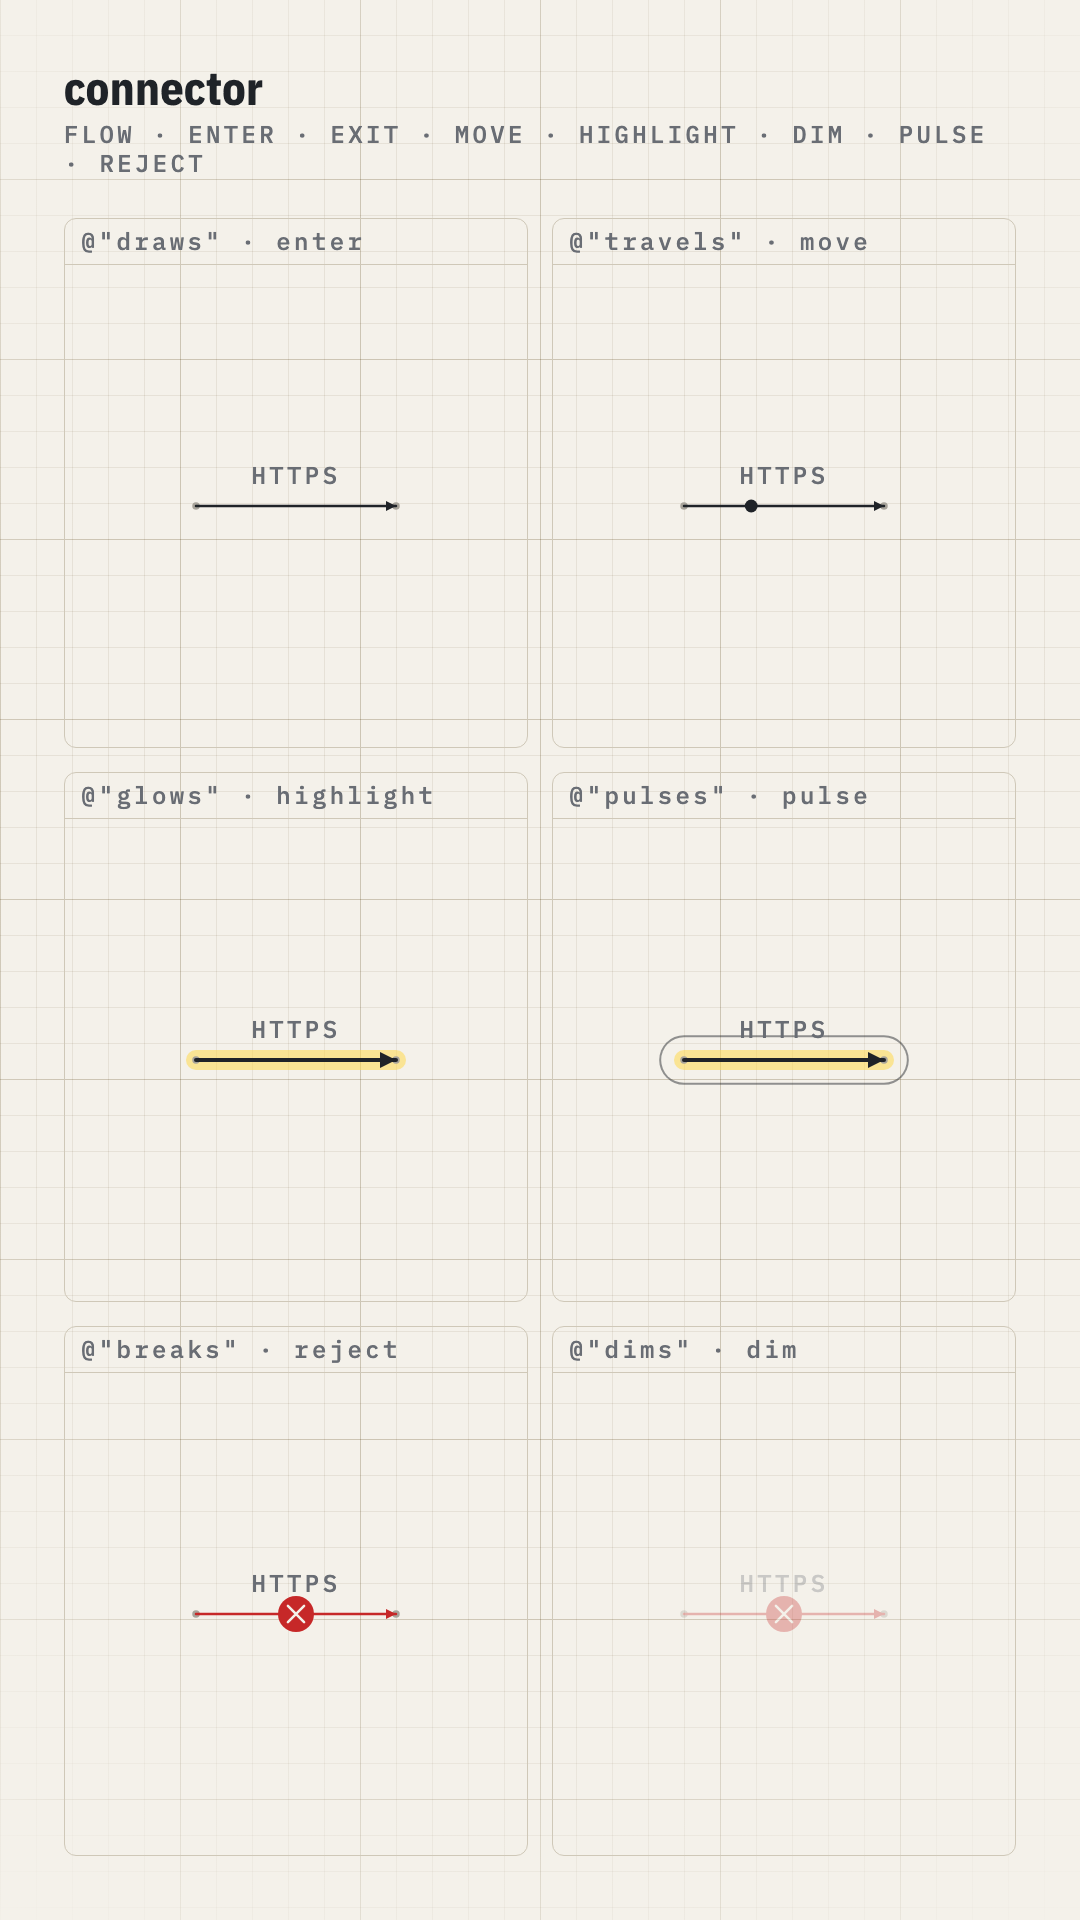 connector
FLOW · ENTER · EXIT · MOVE · HIGHLIGHT · DIM · PULSE
· REJECT
@"draws" · enter
HTTPS
@"travels" · move
HTTPS
@"glows" · highlight
HTTPS
@"pulses" · pulse
HTTPS
@"breaks" · reject
HTTPS
@"dims" · dim
HTTPS